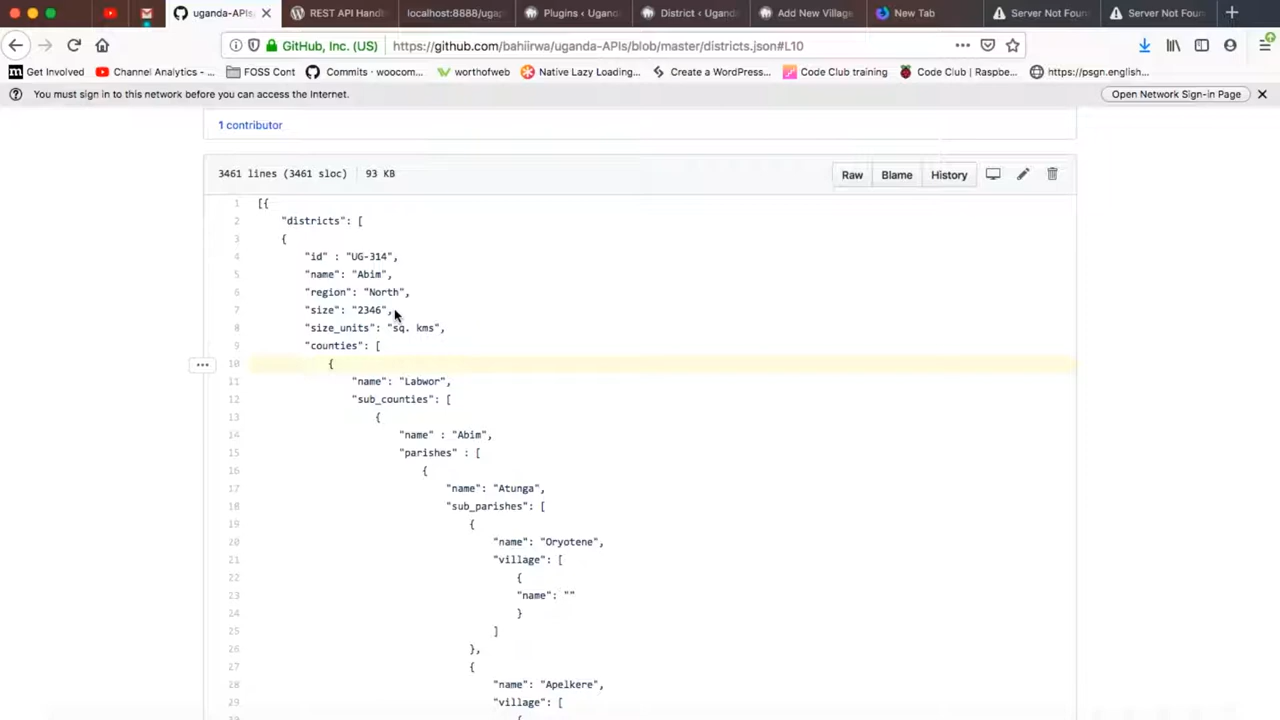 uganda-APIs
REST API Handb
localhost:8888/uga
Plugins ‹ Uganda
District ‹ Uganda
Add New Village
New Tab
Server Not Foun
Server Not Foun
GitHub, Inc. (US)
https://github.com/bahiirwa/uganda-APIs/blob/master/districts.json#L10
Get Involved
Channel Analytics - ...
FOSS Cont
Commits · woocom...
worthofweb
Native Lazy Loading...
Create a WordPress...
Code Club training
Code Club | Raspbe...
https://psgn.english...
You must sign in to this network before you can access the Internet.
Open Network Sign-in Page
1 contributor
3461 lines (3461 sloc) 93 KB
Raw
Blame
History
1 [{
2 "districts": [
3 {
4 "id" : "UG-314",
5 "name": "Abim",
6 "region": "North",
7 "size": "2346",
8 "size_units": "sq. kms",
9 "counties": [
10 {
11 "name": "Labwor",
12 "sub_counties": [
13 {
14 "name" : "Abim",
15 "parishes" : [
16 {
17 "name": "Atunga",
18 "sub_parishes": [
19 {
20 "name": "Oryotene",
21 "village": [
22 {
23 "name": ""
24 }
25 ]
26 },
27 {
28 "name": "Apelkere",
29 "village": [